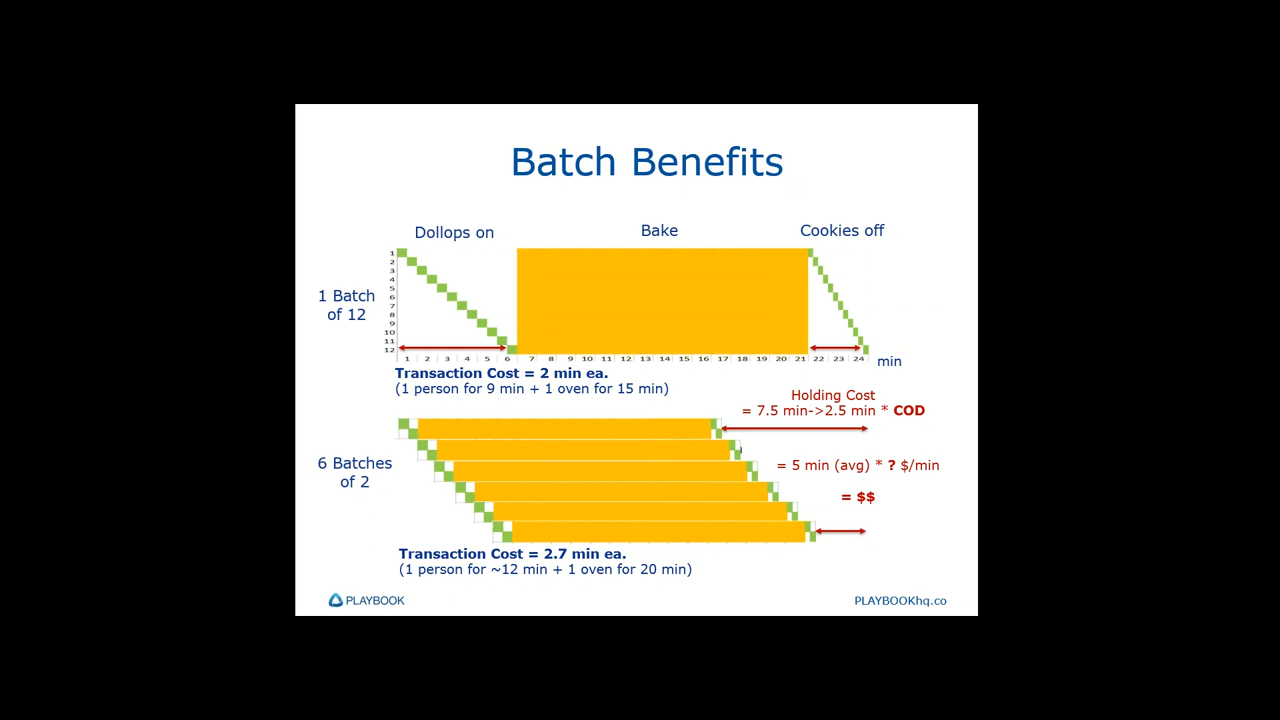 Batch Benefits
Dollops on
Bake
Cookies off
1 Batch
of 12
1
2
3
4
5
6
7
8
9
10
11
12
1 2 3 4 5 6 7 8 9 10 11 12 13 14 15 16 17 18 19 20 21 22 23 24
min
Transaction Cost = 2 min ea.
(1 person for 9 min + 1 oven for 15 min)
Holding Cost
= 7.5 min->2.5 min * COD
6 Batches
of 2
= 5 min (avg) * ? $/min
= $$
Transaction Cost = 2.7 min ea.
(1 person for ~12 min + 1 oven for 20 min)
PLAYBOOK
PLAYBOOKhq.co